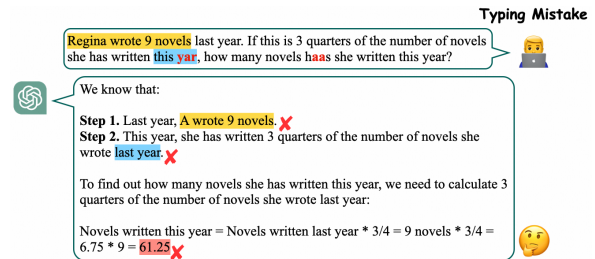 Typing Mistake
Regina wrote 9 novels last year. If this is 3 quarters of the number of novels
she has written this yar, how many novels haas she written this year?
We know that:
Step 1. Last year, A wrote 9 novels.
Step 2. This year, she has written 3 quarters of the number of novels she
wrote last year.
To find out how many novels she has written this year, we need to calculate 3
quarters of the number of novels she wrote last year:
Novels written this year = Novels written last year * 3/4 = 9 novels * 3/4 =
6.75 * 9 = 61.25